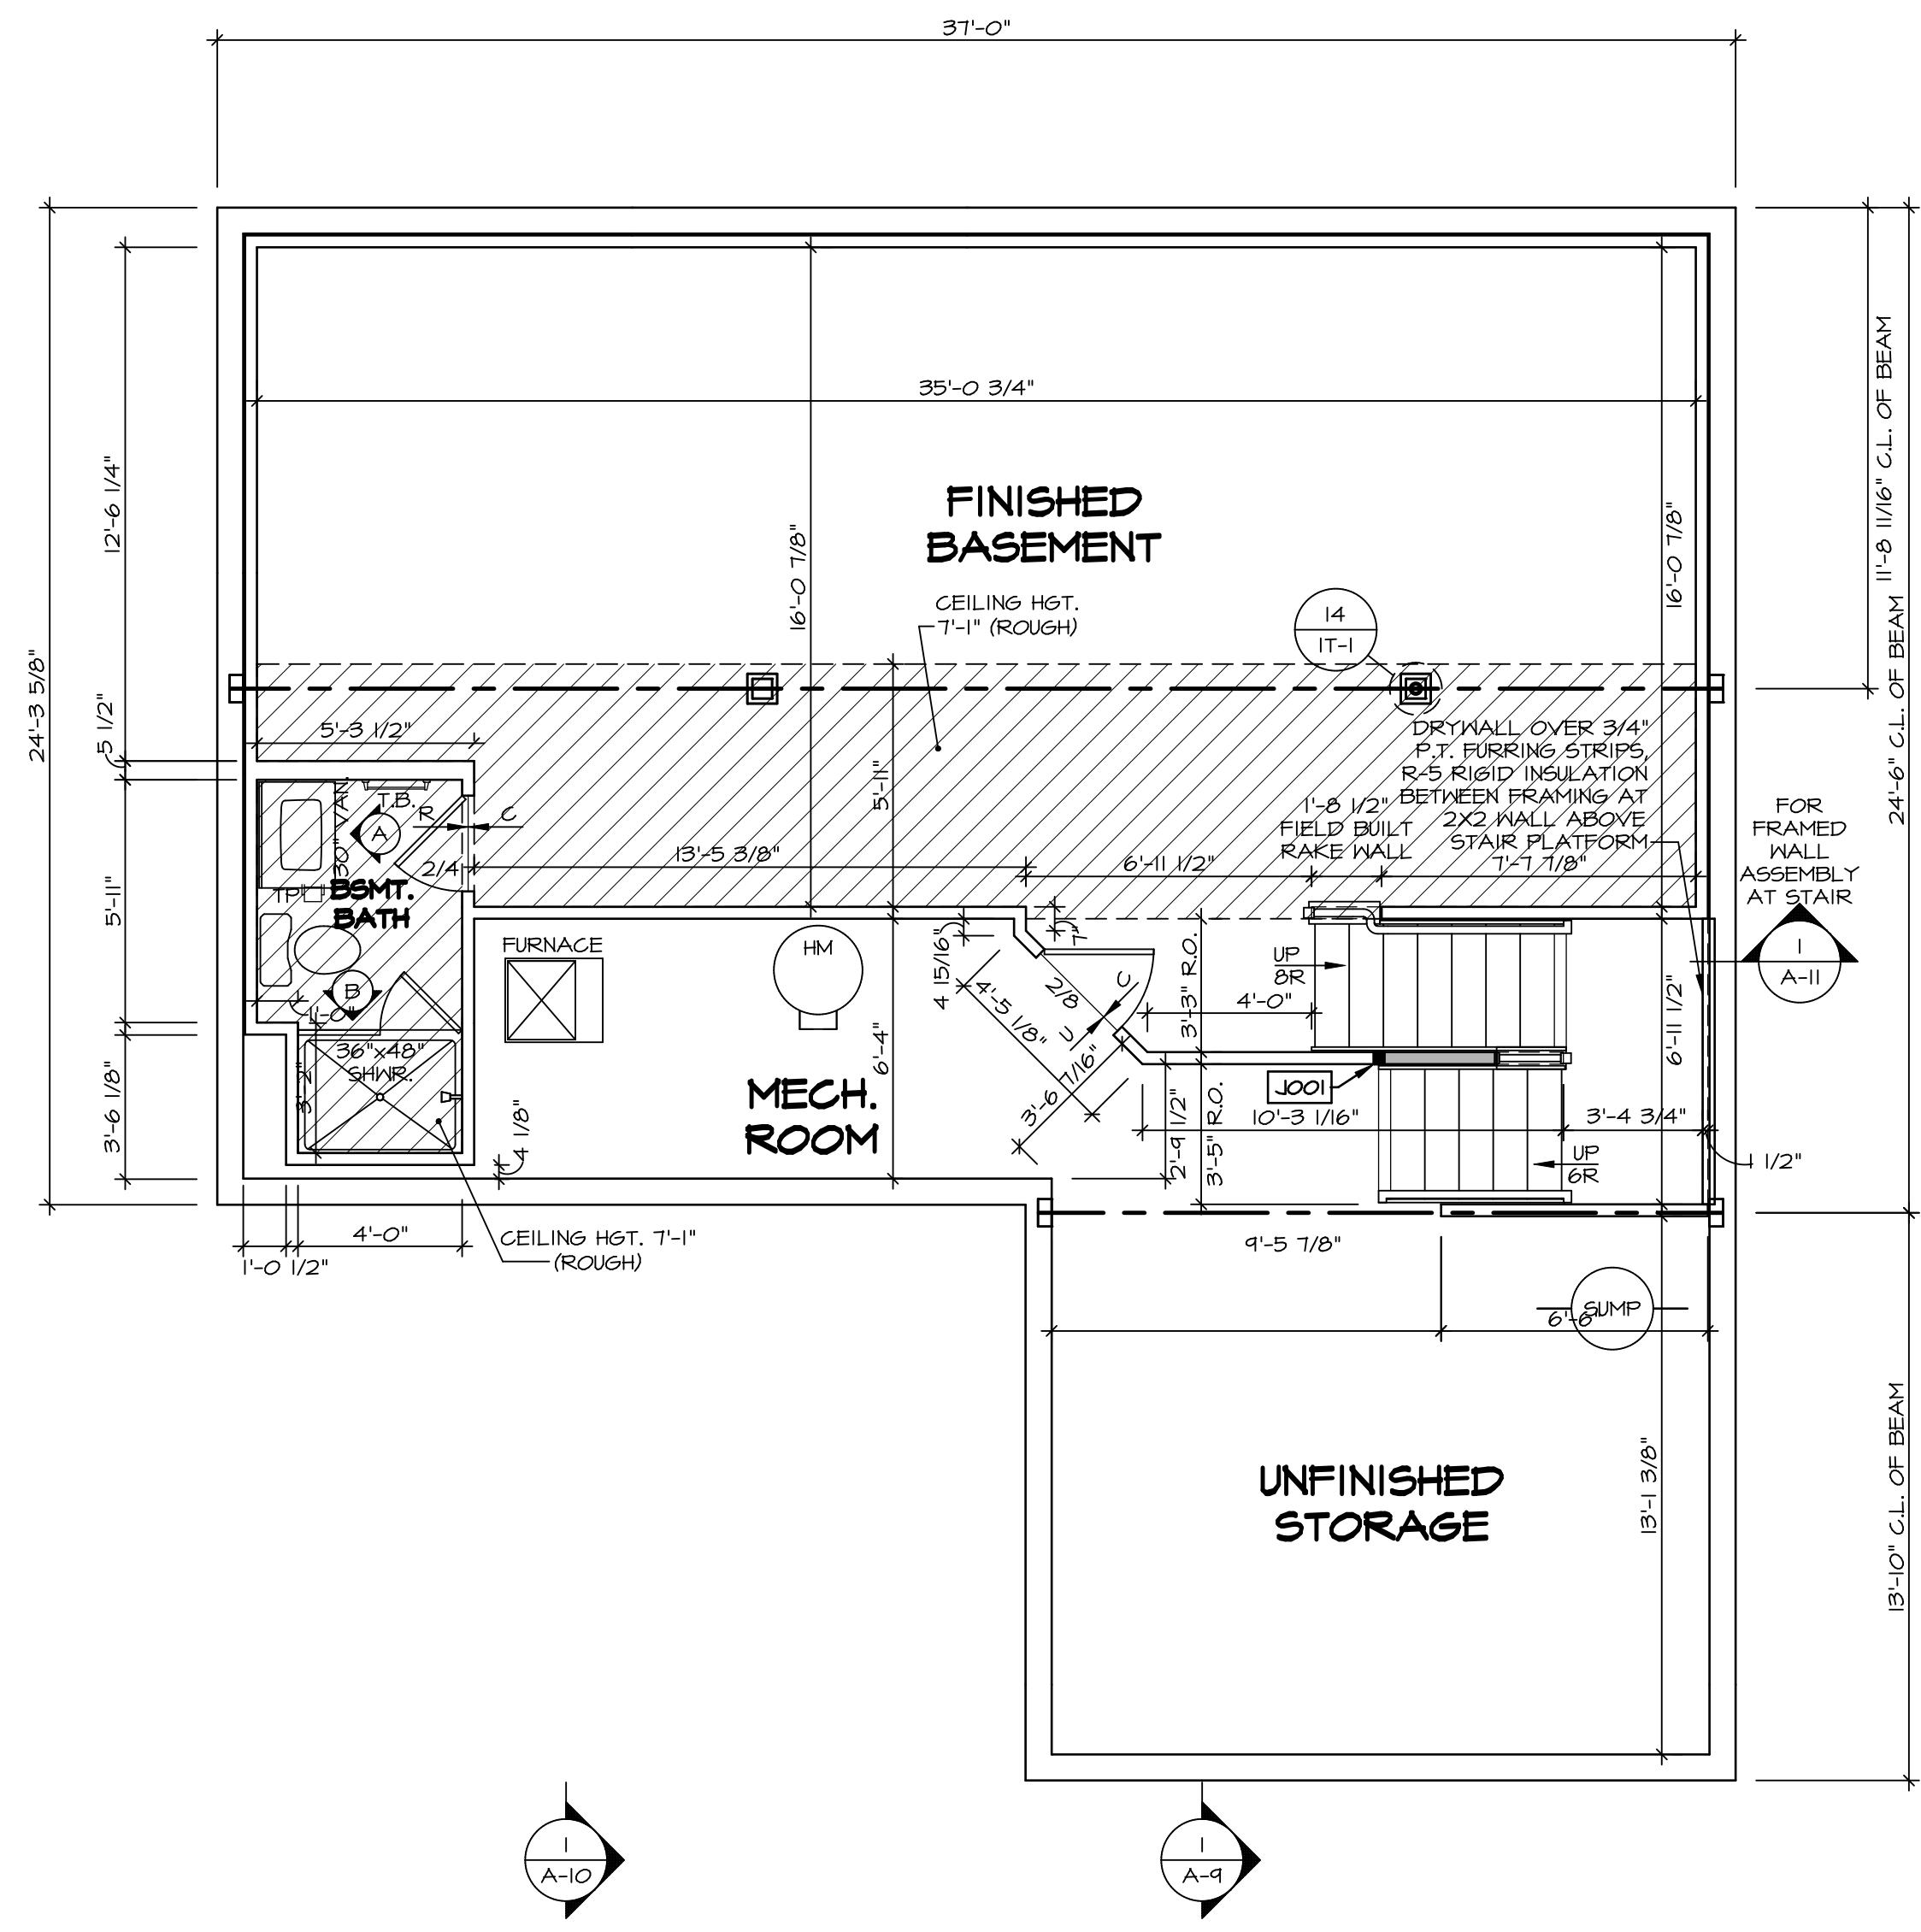 37'-0"
24'-3 5/8"
12'-6 1/4"
5 1/2"
5'-11"
3'-6 1/8"
35'-0 3/4"
16'-0 7/8"
16'-0 7/8"
11'-8 11/16" C.L. OF BEAM
24'-6" C.L. OF BEAM
13'-10" C.L. OF BEAM
FINISHED
BASEMENT
CEILING HGT.
7'-1" (ROUGH)
14
1T-1
5'-3 1/2"
5'-11"
DRYWALL OVER 3/4"
P.T. FURRING STRIPS,
R-5 RIGID INSULATION
BETWEEN FRAMING AT
2X2 WALL ABOVE
STAIR PLATFORM
1'-8 1/2"
FIELD BUILT
RAKE WALL
7'-7 7/8"
6'-11 1/2"
13'-5 3/8"
FOR
FRAMED
WALL
ASSEMBLY
AT STAIR
1
A-11
30" VAN.
T.B.
R
C
A
2/4
TP
BSMT.
BATH
B
1'-0"
36"x48"
SHWR.
3'-2"
FURNACE
HM
MECH.
ROOM
6'-4"
4 1/8"
4 15/16"
7"
4'-5 1/8"
2/8
C
U
3'-6 7/16"
3'-3" R.O.
4'-0"
UP
8R
6'-11 1/2"
J001
2'-9 1/2"
3'-5" R.O.
10'-3 1/16"
3'-4 3/4"
UP
6R
1 1/2"
4'-0"
1'-0 1/2"
CEILING HGT. 7'-1"
(ROUGH)
9'-5 7/8"
SUMP
6'-6"
13'-1 3/8"
UNFINISHED
STORAGE
1
A-10
1
A-9